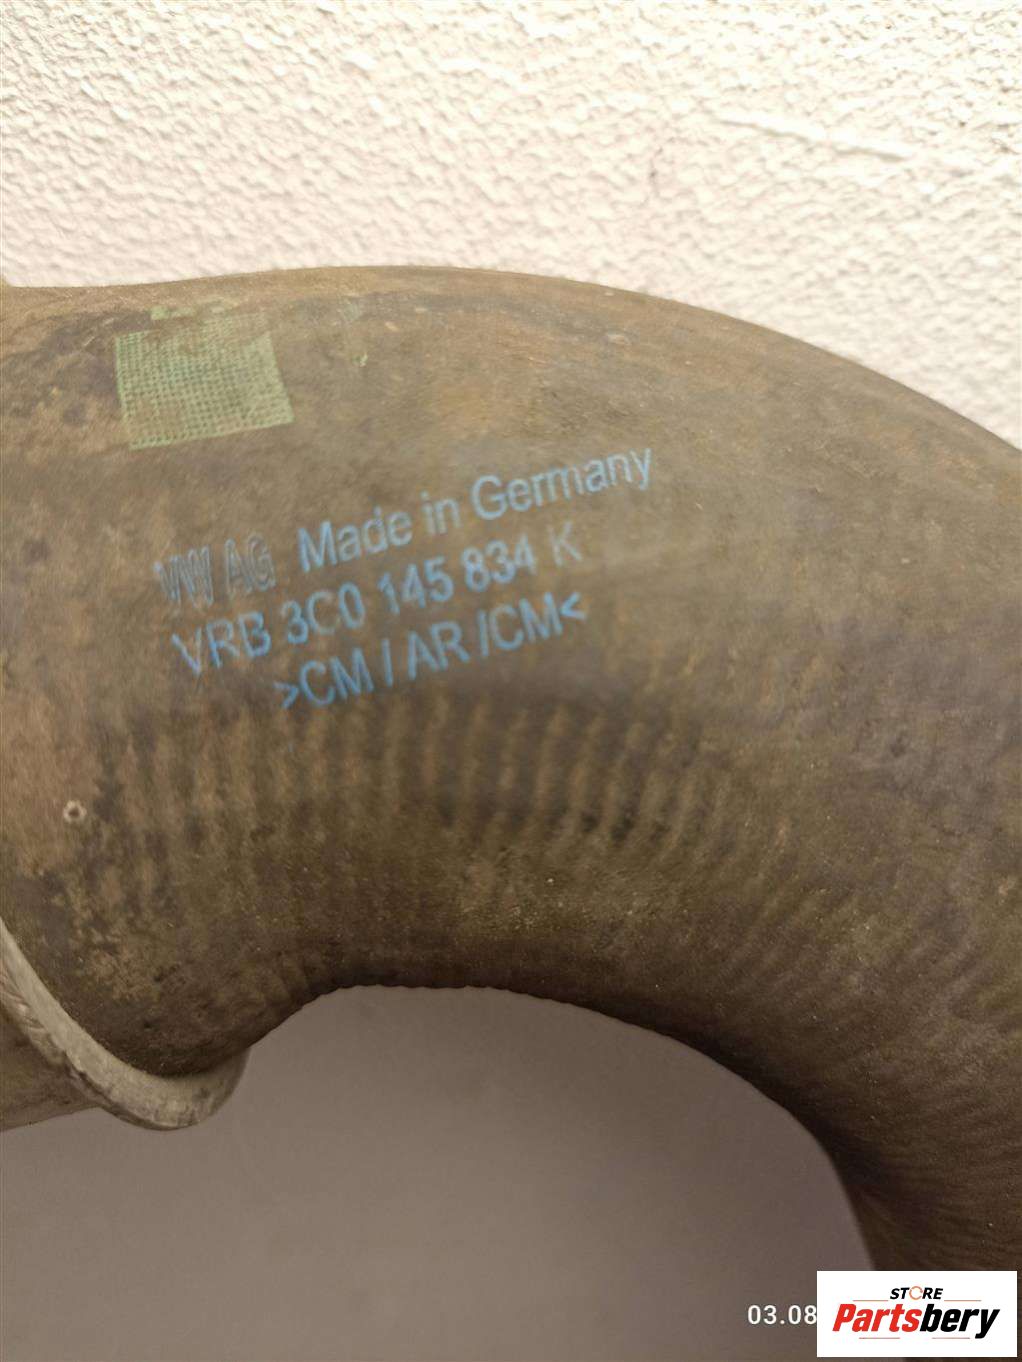 VW AG Made in Germany
VRB 3C0 145 834 K
>CM / AR /CM<
03.08
STORE
Partsbery